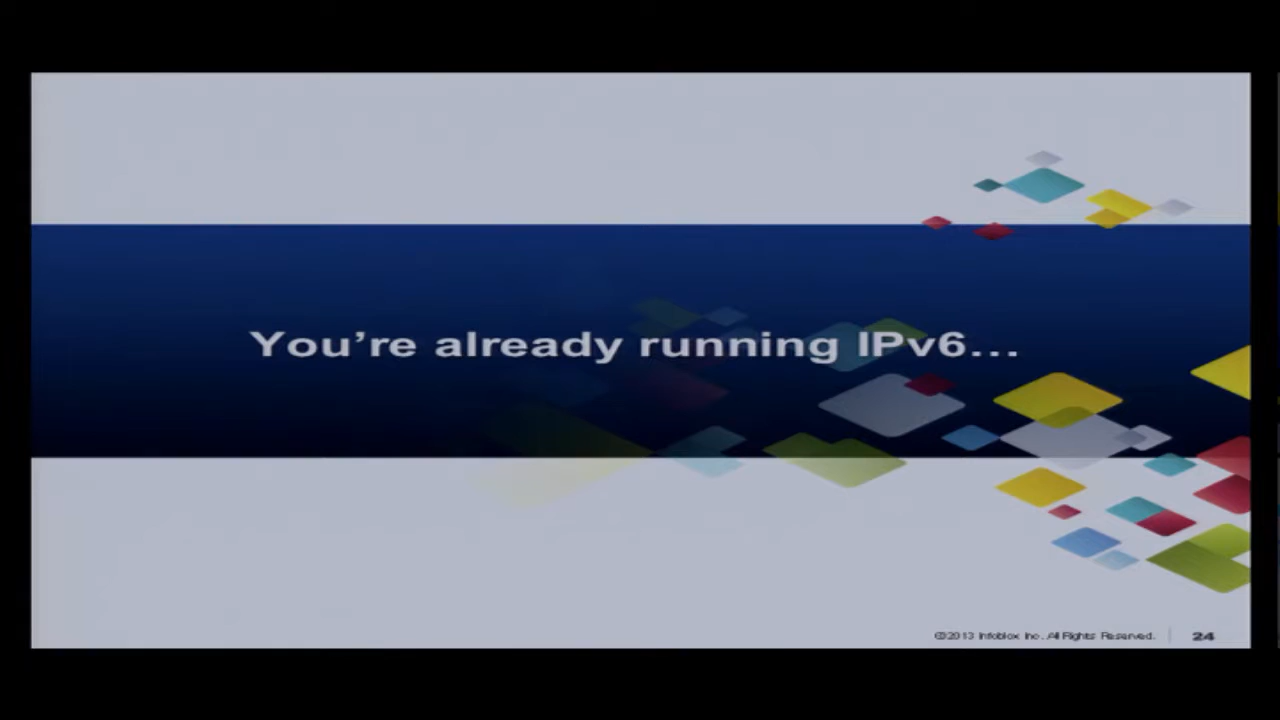 You’re already running IPv6…
©2013 Infoblox Inc. All Rights Reserved.
24